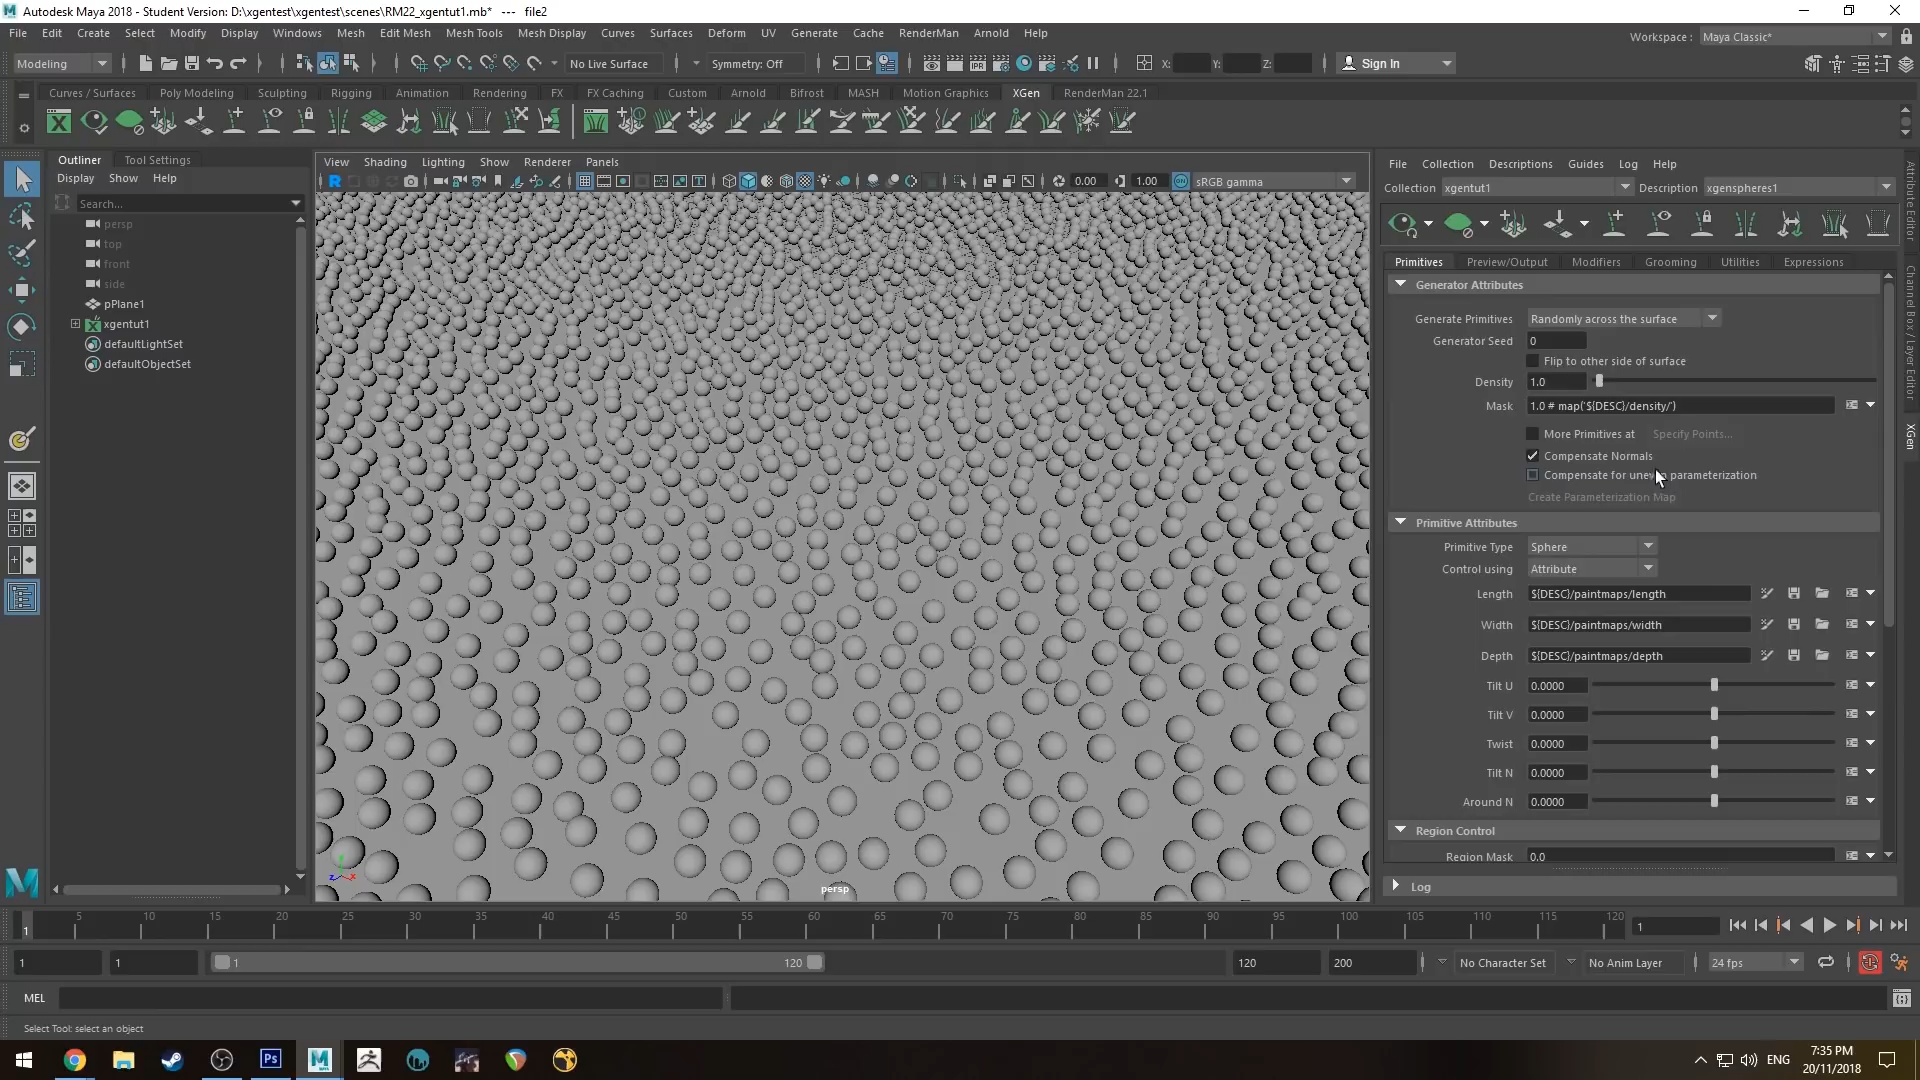 Autodesk Maya 2018 - Student Version: D:\xgentest\xgentest\scenes\RM22_xgentut1.mb*   ---   file2
File Edit Create Select Modify Display Windows Mesh Edit Mesh Mesh Tools Mesh Display Curves Surfaces Deform UV Generate Cache RenderMan Arnold Help
Workspace : Maya Classic*
Modeling No Live Surface Symmetry: Off X: Y: Z: Sign In
Curves / Surfaces Poly Modeling Sculpting Rigging Animation Rendering FX FX Caching Custom Arnold Bifrost MASH Motion Graphics XGen RenderMan 22.1
Outliner Tool Settings
Display Show Help
Search...
persp
top
front
side
pPlane1
xgentut1
defaultLightSet
defaultObjectSet
View Shading Lighting Show Renderer Panels
0.00 1.00 sRGB gamma
persp
File Collection Descriptions Guides Log Help
Collection xgentut1 Description xgenspheres1
Primitives Preview/Output Modifiers Grooming Utilities Expressions
Generator Attributes
Generate Primitives Randomly across the surface
Generator Seed 0
Flip to other side of surface
Density 1.0
Mask 1.0 # map('${DESC}/density/')
More Primitives at Specify Points...
Compensate Normals
Compensate for parameterization
Create Parameterization Map
Primitive Attributes
Primitive Type Sphere
Control using Attribute
Length ${DESC}/paintmaps/length
Width ${DESC}/paintmaps/width
Depth ${DESC}/paintmaps/depth
Tilt U 0.0000
Tilt V 0.0000
Twist 0.0000
Tilt N 0.0000
Around N 0.0000
Region Control
Region Mask 0.0
Log
Attribute Editor
Channel Box / Layer Editor
XGen
5 10 15 20 25 30 35 40 45 50 55 60 65 70 75 80 85 90 95 100 105 110 115 120
1 1
1 1 1 120 120 200 No Character Set No Anim Layer 24 fps
MEL
Select Tool: select an object
Ps
ENG
7:35 PM
20/11/2018